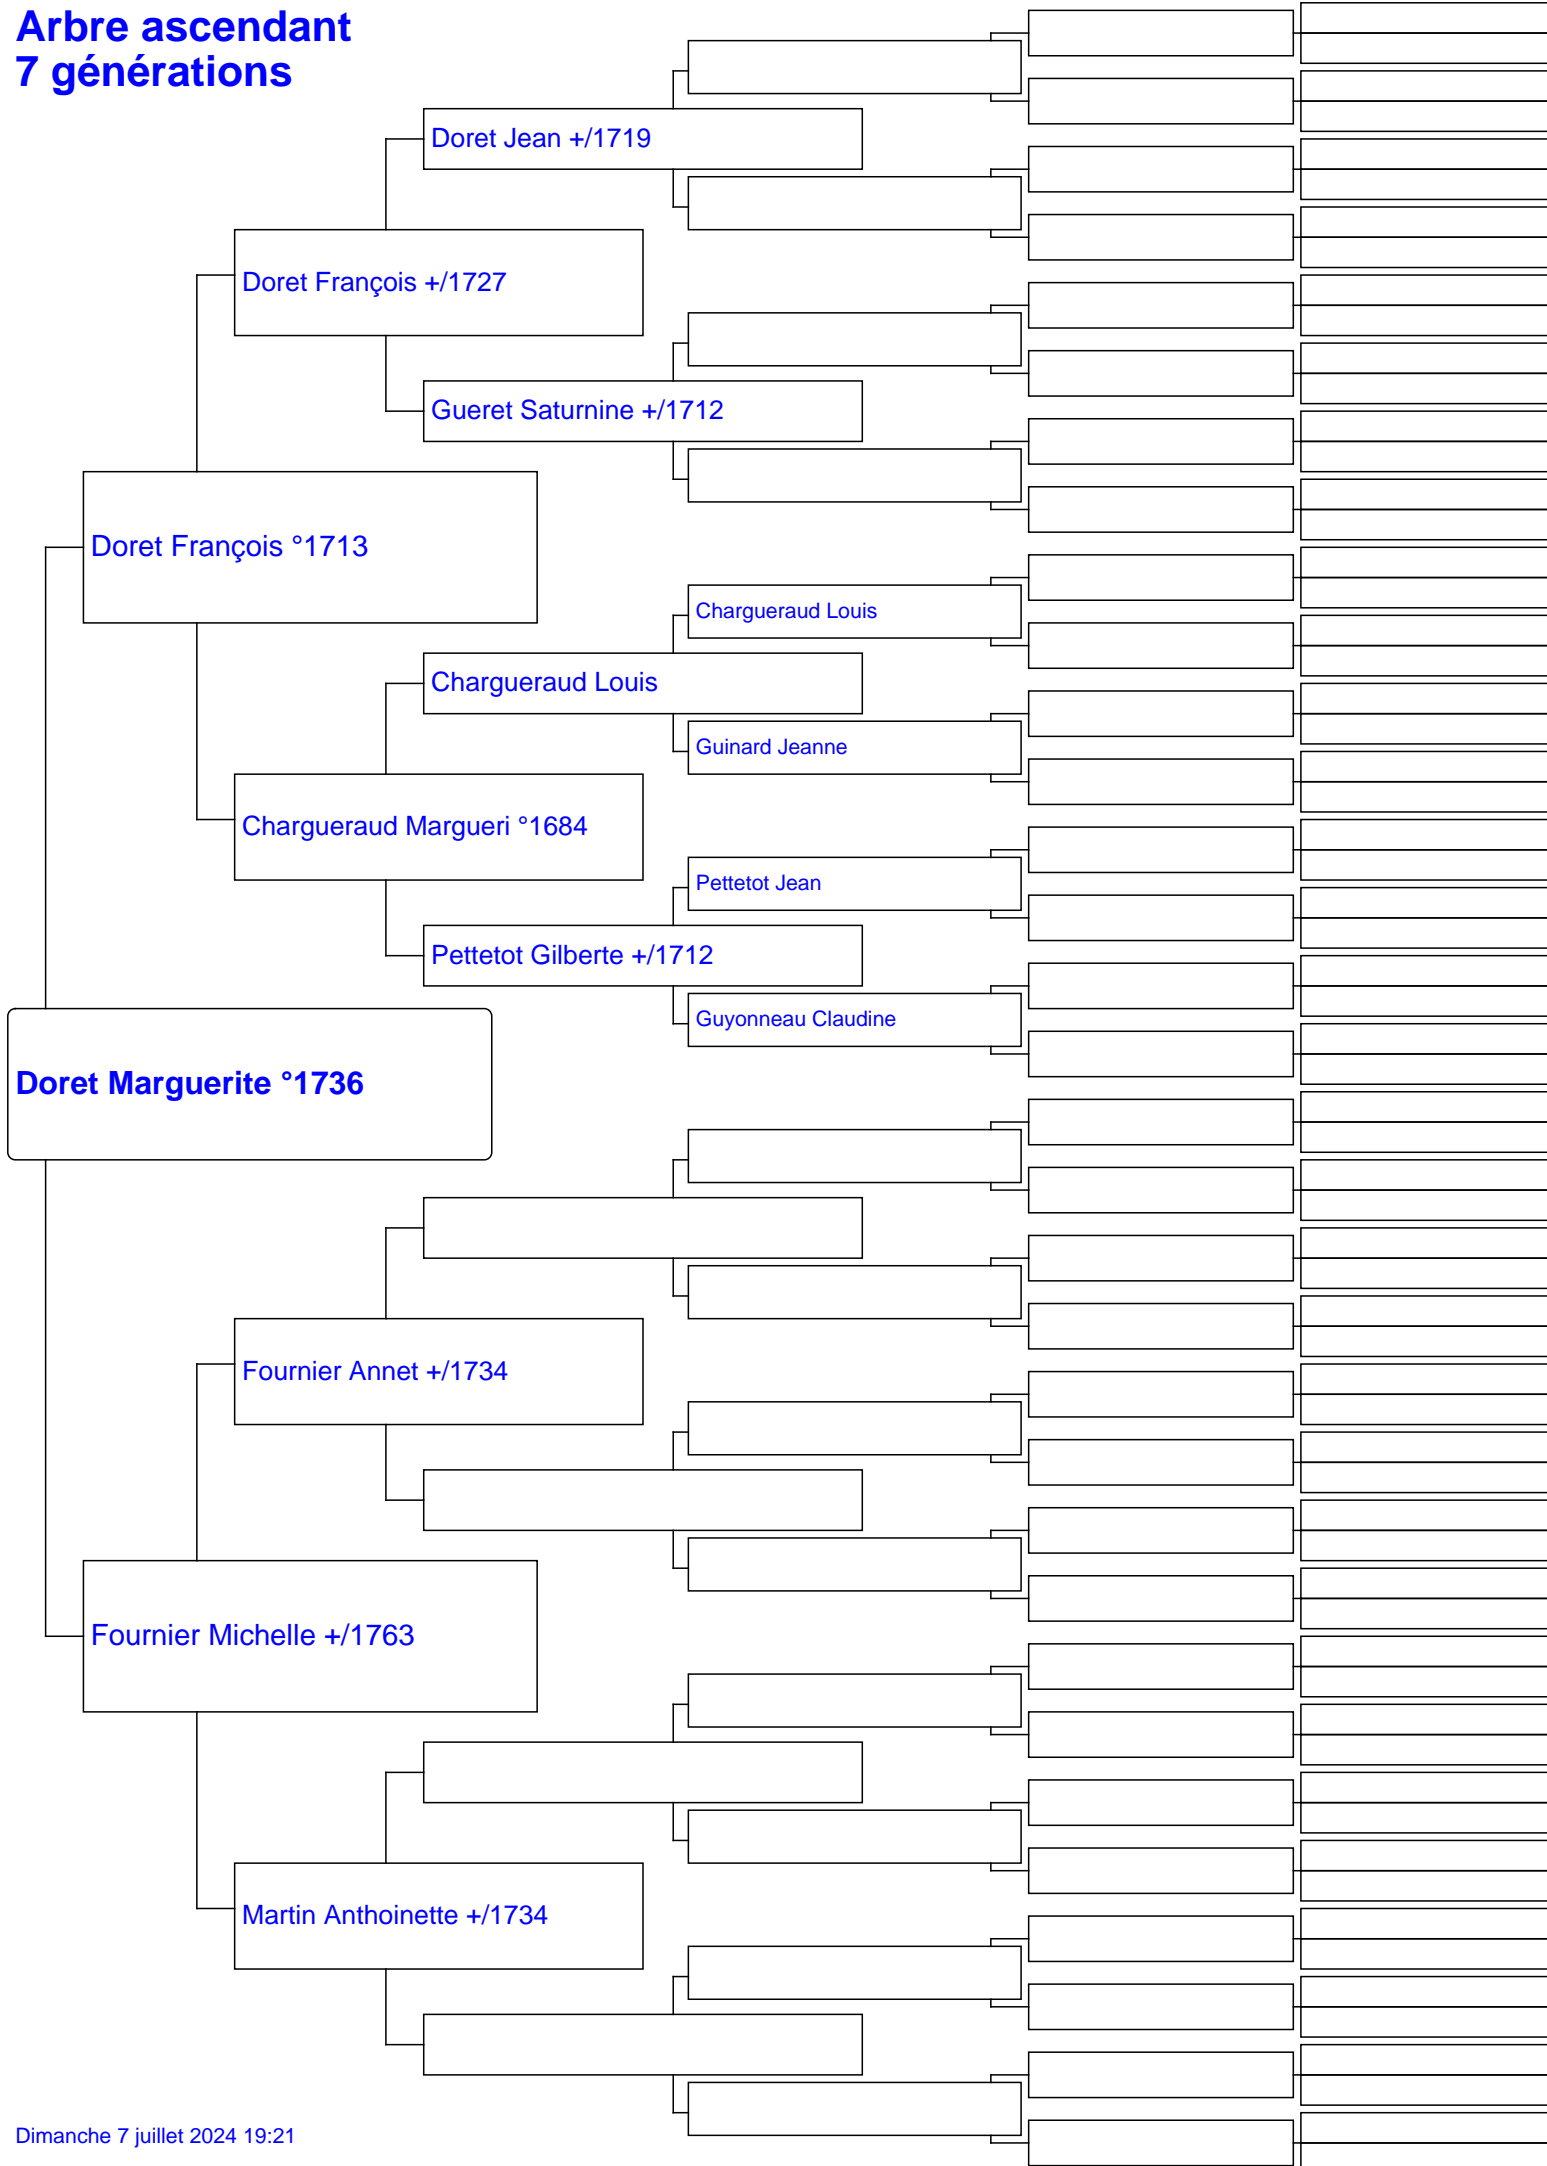 Arbre ascendant
7 générations
Doret Jean +/1719
Doret François +/1727
Gueret Saturnine +/1712
Doret François °1713
Chargueraud Louis
Chargueraud Louis
Guinard Jeanne
Chargueraud Margueri °1684
Pettetot Jean
Pettetot Gilberte +/1712
Guyonneau Claudine
Doret Marguerite °1736
Fournier Annet +/1734
Fournier Michelle +/1763
Martin Anthoinette +/1734
Dimanche 7 juillet 2024 19:21